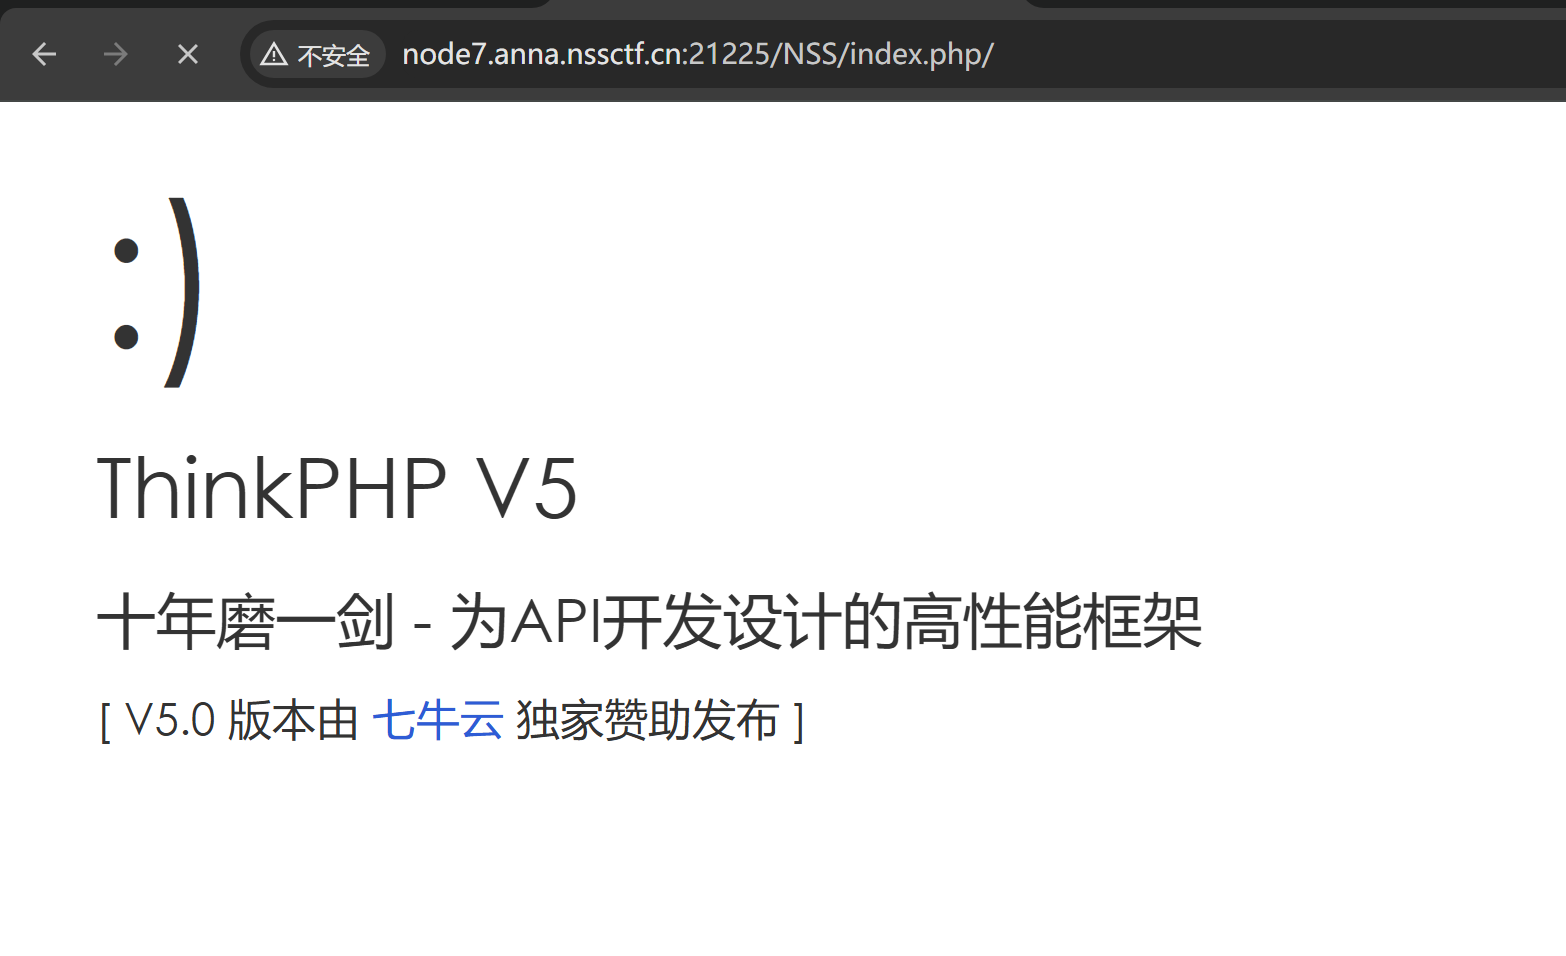 不安全 node7.anna.nssctf.cn:21225/NSS/index.php/
:)
ThinkPHP V5
十年磨一剑 - 为API开发设计的高性能框架
[ V5.0 版本由 七牛云 独家赞助发布 ]